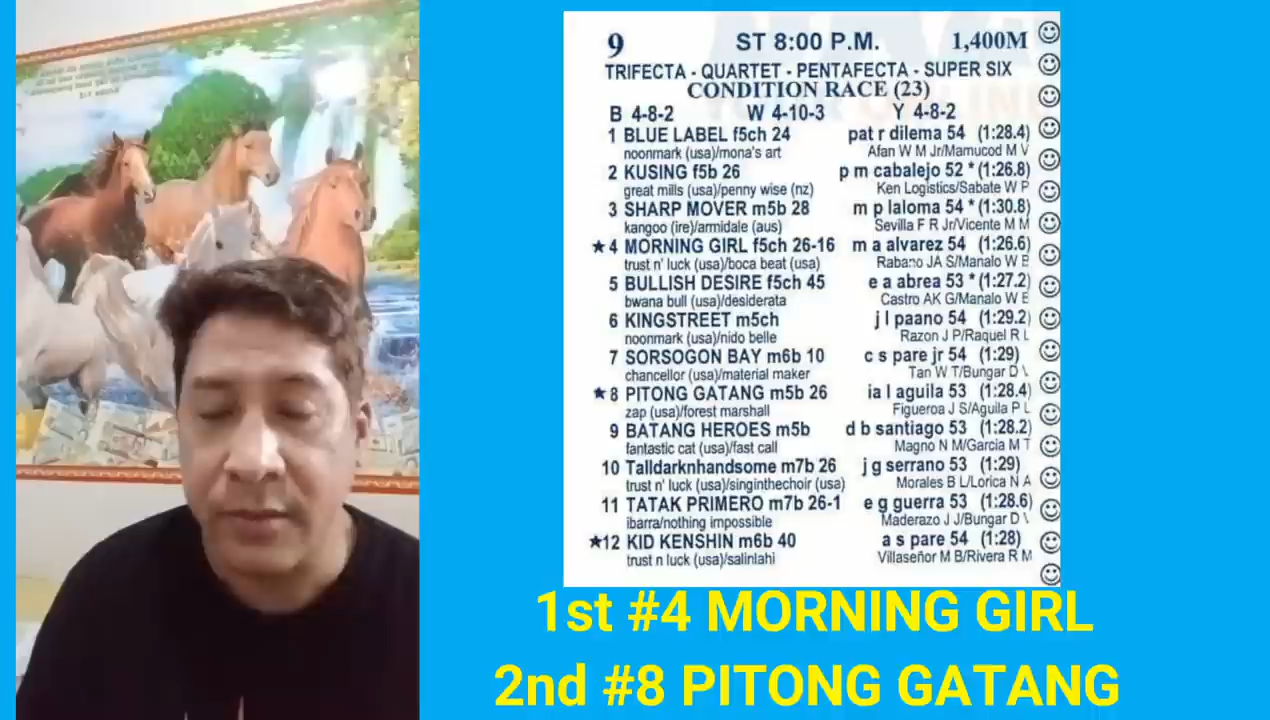 9 ST 8:00 P.M. 1,400M
TRIFECTA - QUARTET - PENTAFECTA - SUPER SIX
CONDITION RACE (23)
B 4-8-2 W 4-10-3 Y 4-8-2
1 BLUE LABEL f5ch 24 pat r dilema 54 (1:28.4)
noonmark (usa)/mona's art Afan W M Jr/Mamucod M V
2 KUSING f5b 26 p m cabalejo 52 * (1:26.8)
great mills (usa)/penny wise (nz) Ken Logistics/Sabate W P
3 SHARP MOVER m5b 28 m p laloma 54 * (1:30.8)
kangoo (ire)/armidale (aus) Sevilla F R Jr/Vicente M M
★4 MORNING GIRL f5ch 26-16 m a alvarez 54 (1:26.6)
trust n' luck (usa)/boca beat (usa) Rabano JA S/Manalo W E
5 BULLISH DESIRE f5ch 45 e a abrea 53 * (1:27.2)
bwana bull (usa)/desiderata Castro AK G/Manalo W E
6 KINGSTREET m5ch j l paano 54 (1:29.2)
noonmark (usa)/nido belle Razon J P/Raquel R L
7 SORSOGON BAY m6b 10 c s pare jr 54 (1:29)
chancellor (usa)/material maker Tan W T/Bungar D
★8 PITONG GATANG m5b 26 ia l aguila 53 (1:28.4)
zap (usa)/forest marshall Figueroa J S/Aguila P L
9 BATANG HEROES m5b d b santiago 53 (1:28.2)
fantastic cat (usa)/fast call Magno N M/Garcia M T
10 Talldarknhandsome m7b 26 j g serrano 53 (1:29)
trust n' luck (usa)/singinthechoir (usa) Morales B L/Lorica N A
11 TATAK PRIMERO m7b 26-1 e g guerra 53 (1:28.6)
ibarra/nothing impossible Maderazo J J/Bungar D
★12 KID KENSHIN m6b 40 a s pare 54 (1:28)
trust n luck (usa)/salinlahi Villaseñor M B/Rivera R M
1st #4 MORNING GIRL
2nd #8 PITONG GATANG